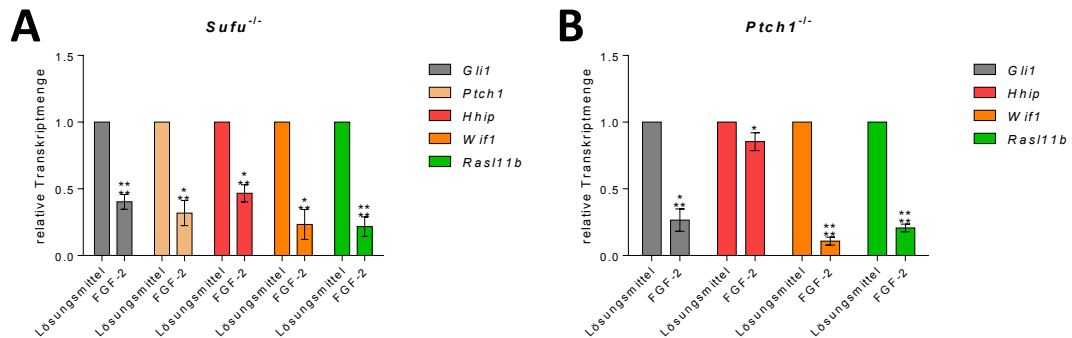 A
Sufu-/-
relative Transkriptmenge
1.5
1.0
0.5
0.0
** **
* **
* **
* **
** **
Lösungsmittel
FGF-2
Lösungsmittel
FGF-2
Lösungsmittel
FGF-2
Lösungsmittel
FGF-2
Lösungsmittel
FGF-2
Gli1
Ptch1
Hhip
Wif1
Rasl11b
B
Ptch1-/-
relative Transkriptmenge
1.5
1.0
0.5
0.0
* **
*
** **
** **
Lösungsmittel
FGF-2
Lösungsmittel
FGF-2
Lösungsmittel
FGF-2
Lösungsmittel
FGF-2
Gli1
Hhip
Wif1
Rasl11b